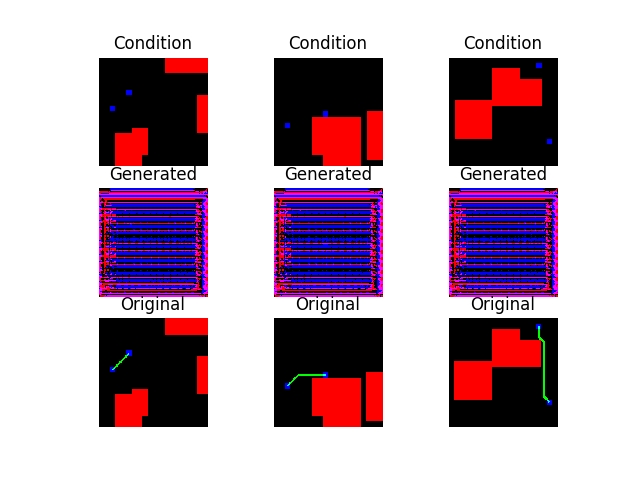 Condition Condition Condition
Generated Generated Generated
Original Original Original